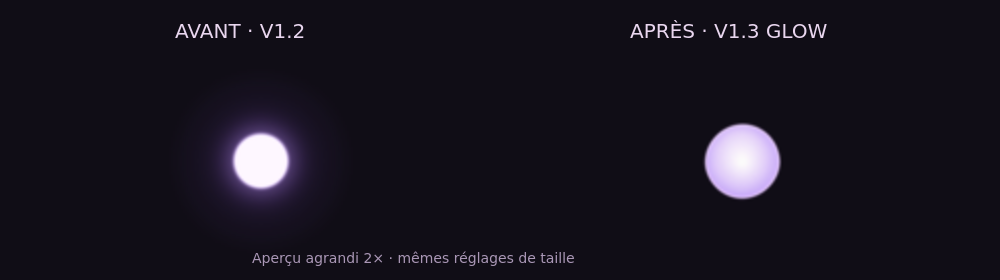 AVANT · V1.2
APRÈS · V1.3 GLOW
Aperçu agrandi 2× · mêmes réglages de taille